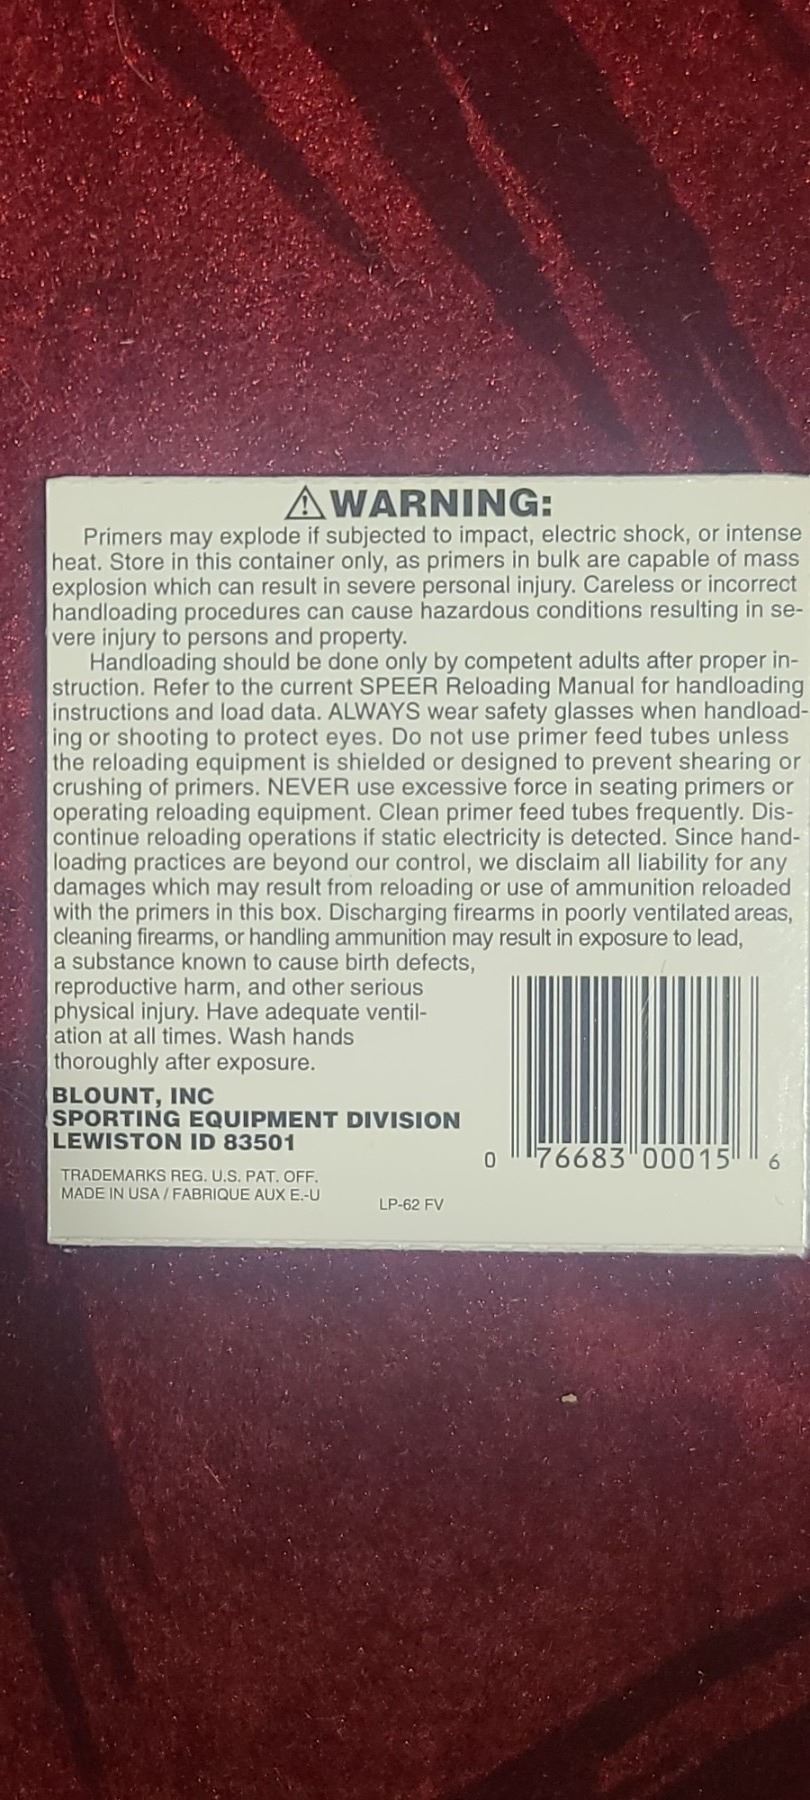 ⚠WARNING:
Primers may explode if subjected to impact, electric shock, or intense
heat. Store in this container only, as primers in bulk are capable of mass
explosion which can result in severe personal injury. Careless or incorrect
handloading procedures can cause hazardous conditions resulting in se-
vere injury to persons and property.
Handloading should be done only by competent adults after proper in-
struction. Refer to the current SPEER Reloading Manual for handloading
instructions and load data. ALWAYS wear safety glasses when handload-
ing or shooting to protect eyes. Do not use primer feed tubes unless
the reloading equipment is shielded or designed to prevent shearing or
crushing of primers. NEVER use excessive force in seating primers or
operating reloading equipment. Clean primer feed tubes frequently. Dis-
continue reloading operations if static electricity is detected. Since hand-
loading practices are beyond our control, we disclaim all liability for any
damages which may result from reloading or use of ammunition reloaded
with the primers in this box. Discharging firearms in poorly ventilated areas,
cleaning firearms, or handling ammunition may result in exposure to lead,
a substance known to cause birth defects,
reproductive harm, and other serious
physical injury. Have adequate ventil-
ation at all times. Wash hands
thoroughly after exposure.
BLOUNT, INC
SPORTING EQUIPMENT DIVISION
LEWISTON ID 83501
TRADEMARKS REG. U.S. PAT. OFF.
MADE IN USA / FABRIQUE AUX E.-U
LP-62 FV
0 76683 00015 6